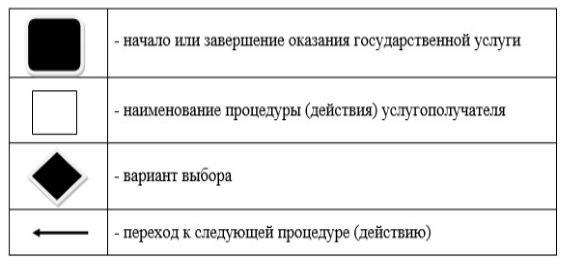 - начало или завершение оказания государственной услуги
- наименование процедуры (действия) услугополучателя
- вариант выбора
- переход к следующей процедуре (действию)